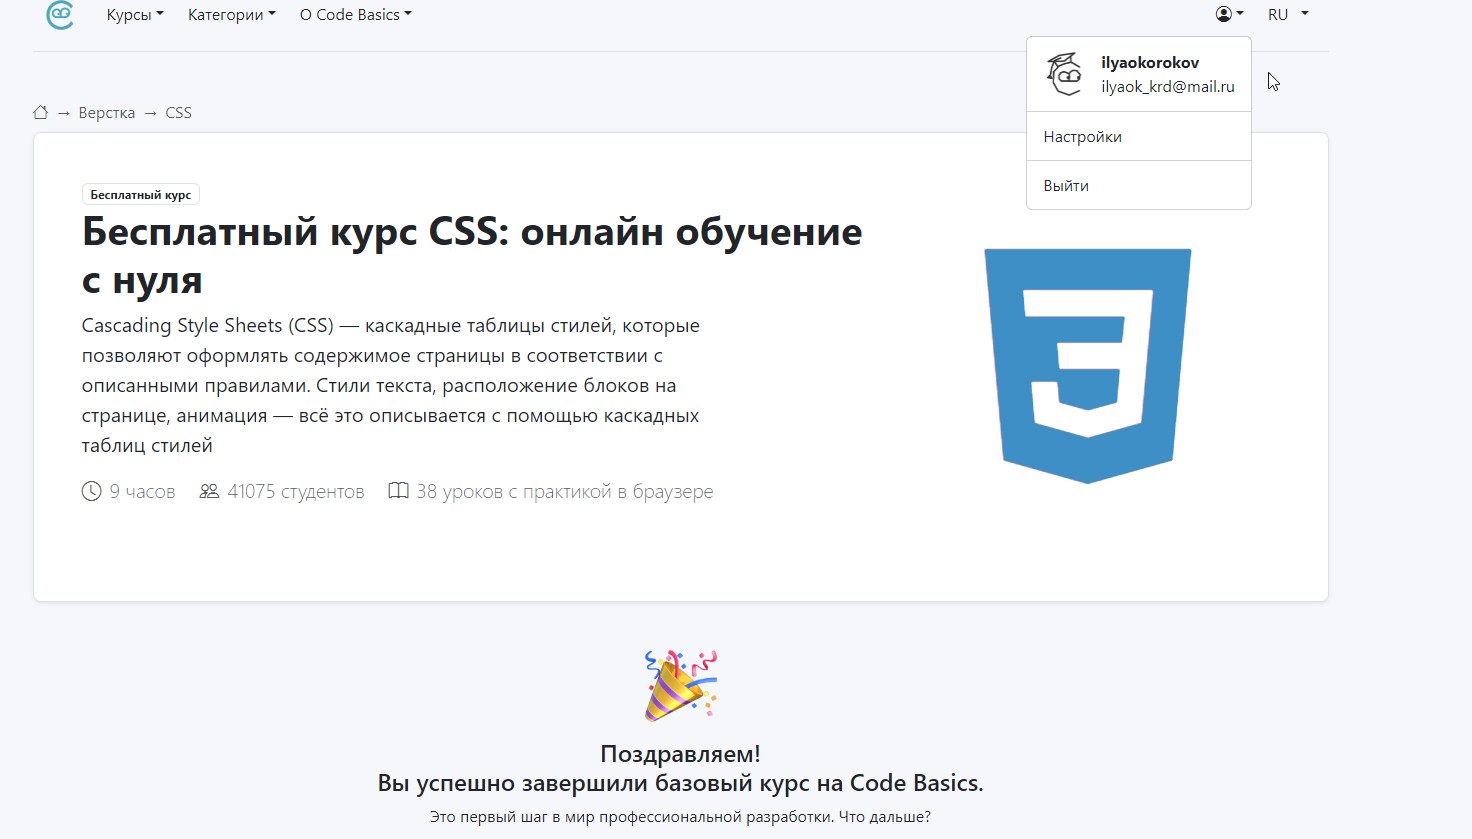 Курсы Категории О Code Basics RU
ilyaokorokov
ilyaok_krd@mail.ru
Настройки
Выйти
→ Верстка → CSS
Бесплатный курс
Бесплатный курс CSS: онлайн обучение
с нуля
Cascading Style Sheets (CSS) — каскадные таблицы стилей, которые
позволяют оформлять содержимое страницы в соответствии с
описанными правилами. Стили текста, расположение блоков на
странице, анимация — всё это описывается с помощью каскадных
таблиц стилей
9 часов 41075 студентов 38 уроков с практикой в браузере
Поздравляем!
Вы успешно завершили базовый курс на Code Basics.
Это первый шаг в мир профессиональной разработки. Что дальше?